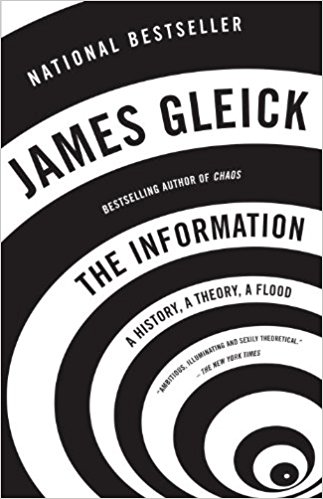 NATIONAL BESTSELLER
JAMES GLEICK
BESTSELLING AUTHOR OF CHAOS
THE INFORMATION
A HISTORY, A THEORY, A FLOOD
"AMBITIOUS, ILLUMINATING AND SEXILY THEORETICAL."
— THE NEW YORK TIMES